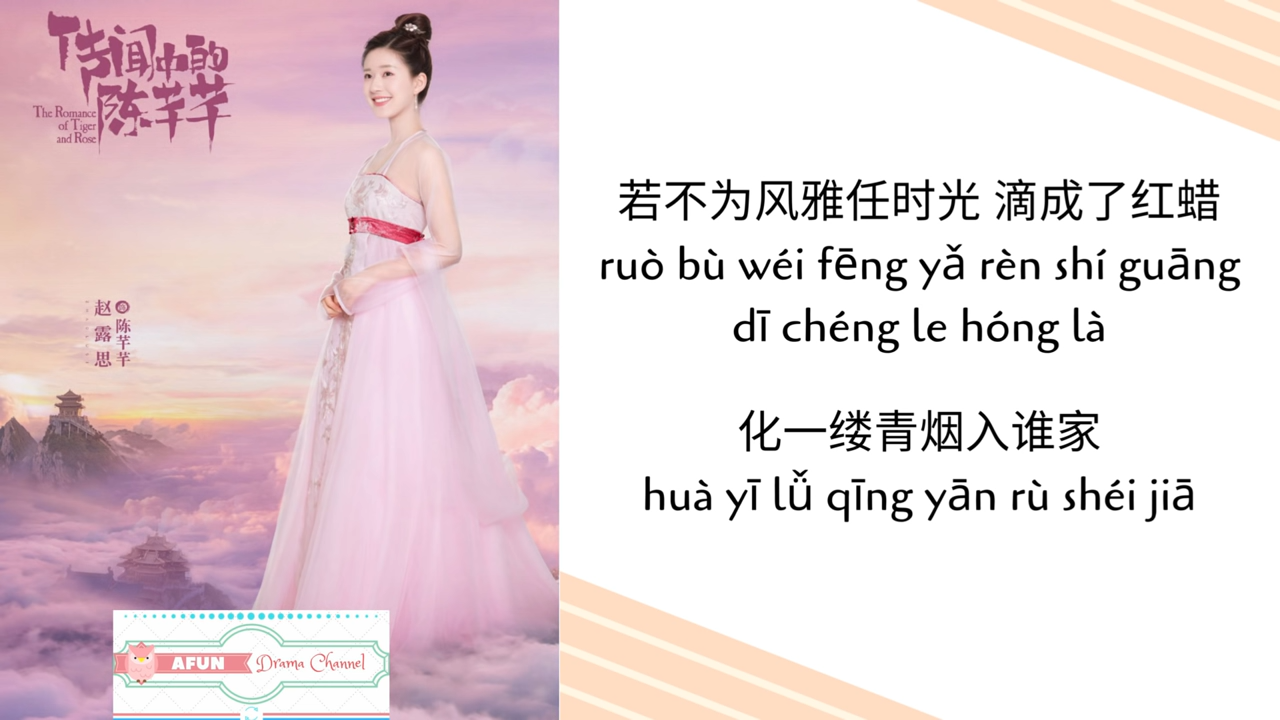 传闻中的
陈芊芊
The Romance
of Tiger
and Rose
赵露思
陈芊芊
AFUN Drama Channel
若不为风雅任时光 滴成了红蜡
ruò bù wéi fēng yǎ rèn shí guāng
dī chéng le hóng là
化一缕青烟入谁家
huà yī lǚ qīng yān rù shéi jiā